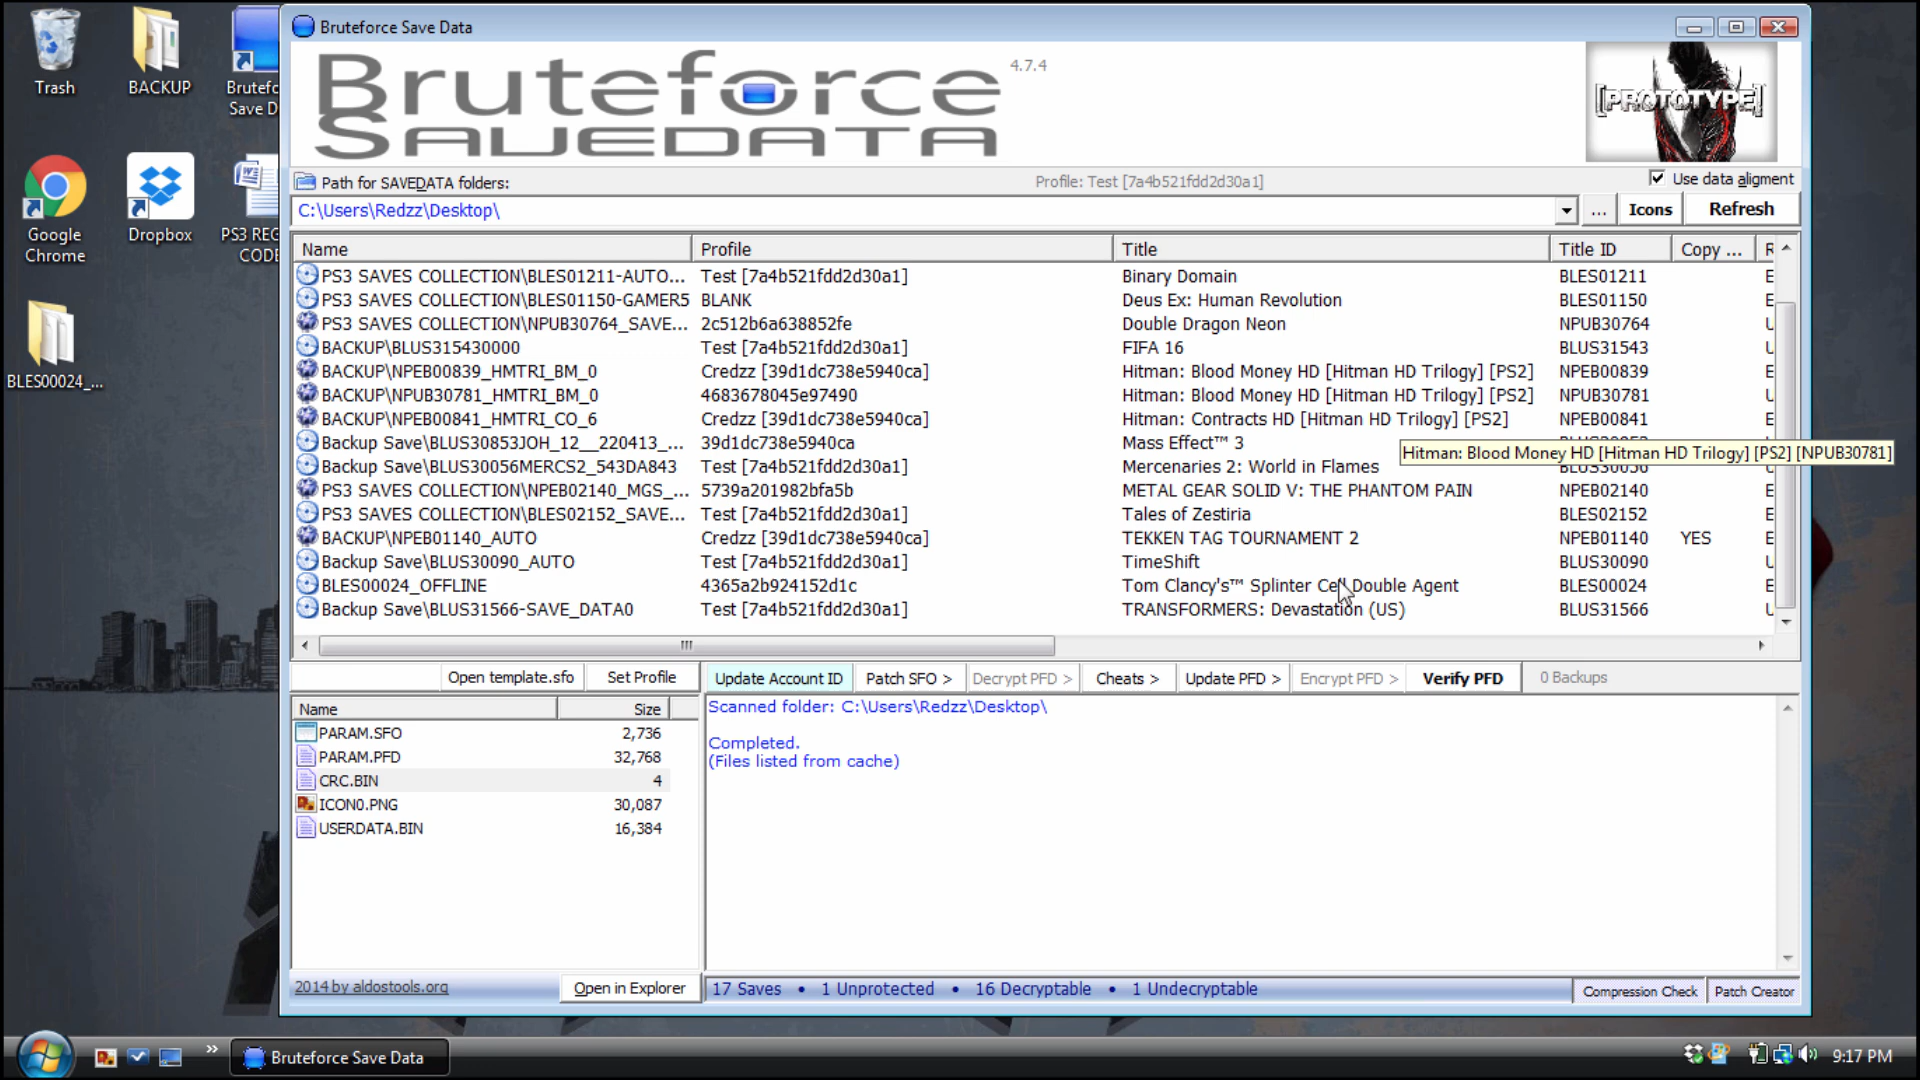 Trash
BACKUP
Brutefc
Save D
Google
Chrome
Dropbox
PS3 REG
CODE
BLES00024_...
Bruteforce Save Data
Bruteforce
SAVEDATA
4.7.4
[PROTOTYPE]
Path for SAVEDATA folders:
Profile: Test [7a4b521fdd2d30a1]
Use data aligment
C:\Users\Redzz\Desktop\
...
Icons
Refresh
Name Profile Title Title ID Copy ... R
PS3 SAVES COLLECTION\BLES01211-AUTO... Test [7a4b521fdd2d30a1] Binary Domain BLES01211 E
PS3 SAVES COLLECTION\BLES01150-GAMER5 BLANK Deus Ex: Human Revolution BLES01150 E
PS3 SAVES COLLECTION\NPUB30764_SAVE... 2c512b6a638852fe Double Dragon Neon NPUB30764 U
BACKUP\BLUS315430000 Test [7a4b521fdd2d30a1] FIFA 16 BLUS31543 U
BACKUP\NPEB00839_HMTRI_BM_0 Credzz [39d1dc738e5940ca] Hitman: Blood Money HD [Hitman HD Trilogy] [PS2] NPEB00839 E
BACKUP\NPUB30781_HMTRI_BM_0 4683678045e97490 Hitman: Blood Money HD [Hitman HD Trilogy] [PS2] NPUB30781 U
BACKUP\NPEB00841_HMTRI_CO_6 Credzz [39d1dc738e5940ca] Hitman: Contracts HD [Hitman HD Trilogy] [PS2] NPEB00841 E
Backup Save\BLUS30853JOH_12__220413_... 39d1dc738e5940ca Mass Effect™ 3
Hitman: Blood Money HD [Hitman HD Trilogy] [PS2] [NPUB30781]
Backup Save\BLUS30056MERCS2_543DA843 Test [7a4b521fdd2d30a1] Mercenaries 2: World in Flames BLUS30056 U
PS3 SAVES COLLECTION\NPEB02140_MGS_... 5739a201982bfa5b METAL GEAR SOLID V: THE PHANTOM PAIN NPEB02140 E
PS3 SAVES COLLECTION\BLES02152_SAVE... Test [7a4b521fdd2d30a1] Tales of Zestiria BLES02152 E
BACKUP\NPEB01140_AUTO Credzz [39d1dc738e5940ca] TEKKEN TAG TOURNAMENT 2 NPEB01140 YES E
Backup Save\BLUS30090_AUTO Test [7a4b521fdd2d30a1] TimeShift BLUS30090 U
BLES00024_OFFLINE 4365a2b924152d1c Tom Clancy's™ Splinter Cell Double Agent BLES00024 E
Backup Save\BLUS31566-SAVE_DATA0 Test [7a4b521fdd2d30a1] TRANSFORMERS: Devastation (US) BLUS31566 U
Open template.sfo Set Profile Update Account ID Patch SFO > Decrypt PFD > Cheats > Update PFD > Encrypt PFD > Verify PFD 0 Backups
Name Size
PARAM.SFO 2,736
PARAM.PFD 32,768
CRC.BIN 4
ICON0.PNG 30,087
USERDATA.BIN 16,384
Scanned folder: C:\Users\Redzz\Desktop\
Completed.
(Files listed from cache)
2014 by aldostools.org
Open in Explorer
17 Saves • 1 Unprotected • 16 Decryptable • 1 Undecryptable
Compression Check
Patch Creator
Bruteforce Save Data
9:17 PM